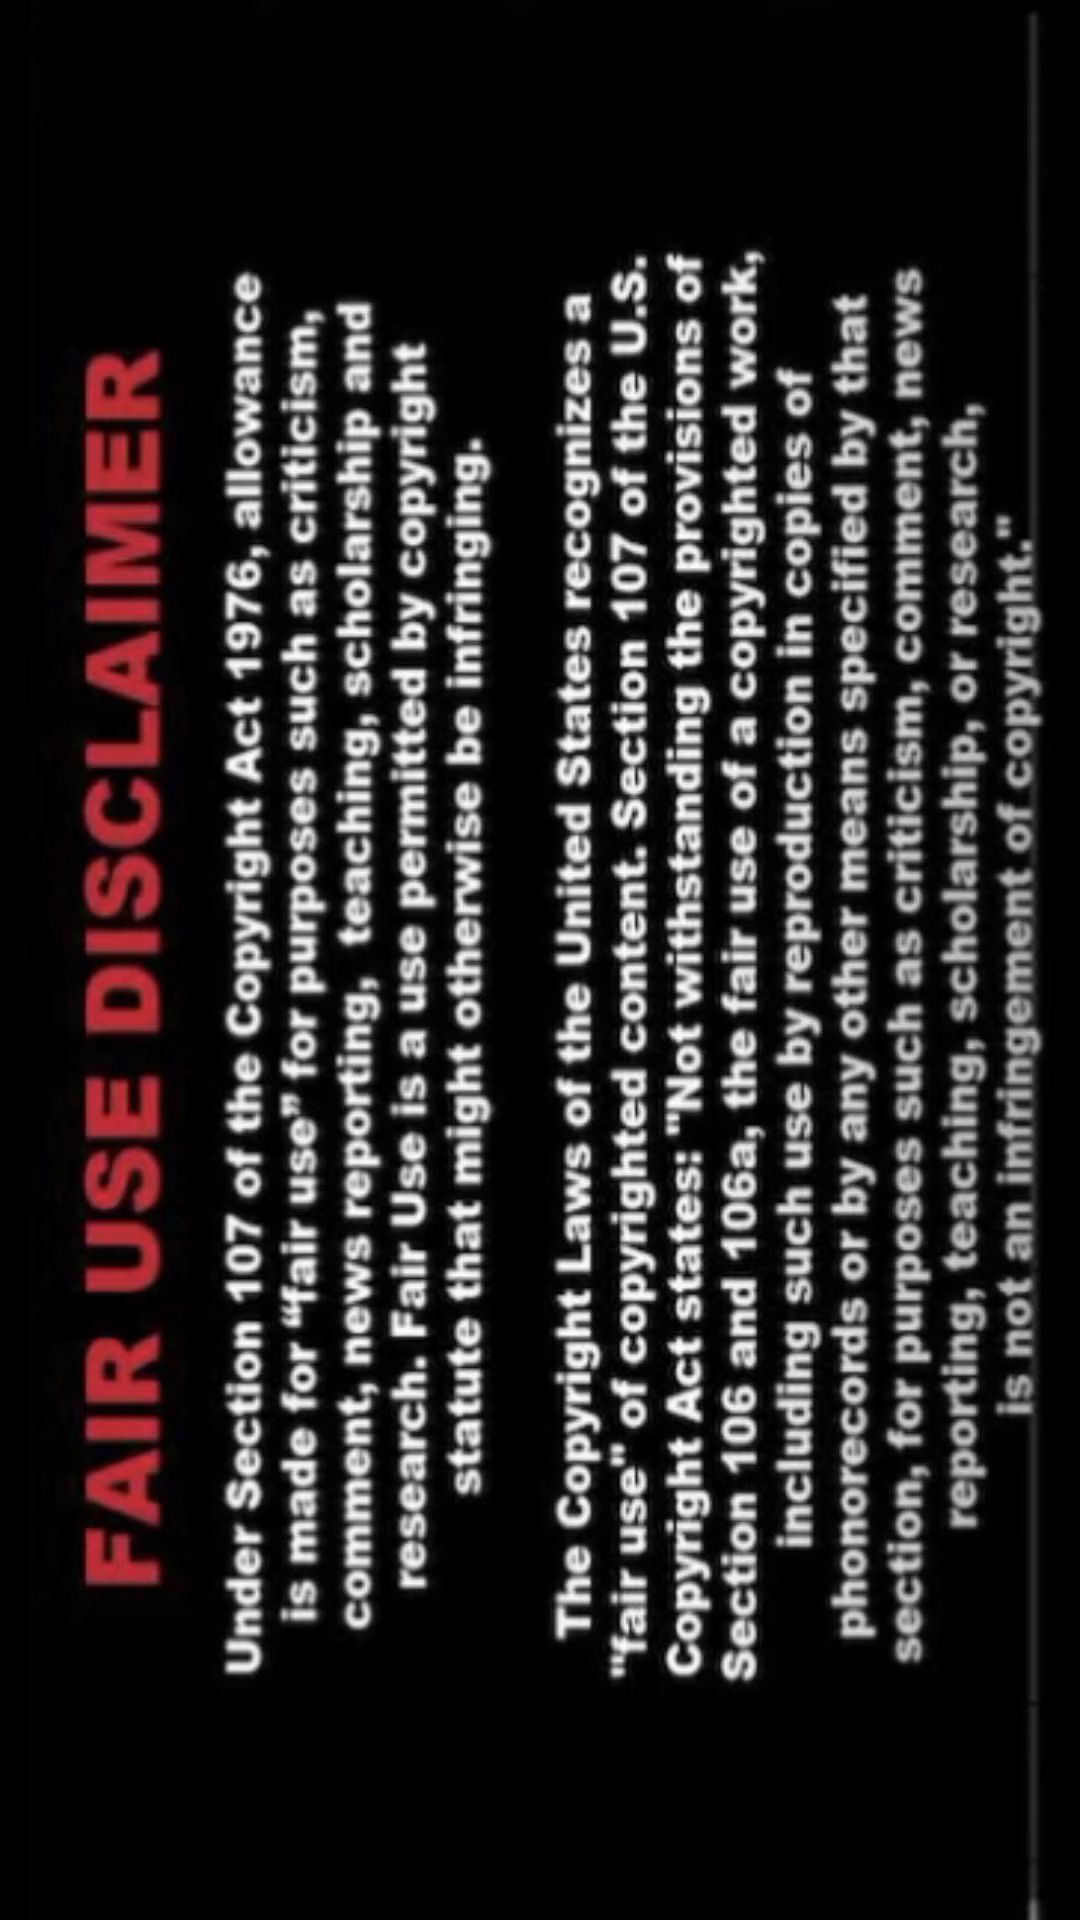 FAIR USE DISCLAIMER
Under Section 107 of the Copyright Act 1976, allowance
is made for “fair use” for purposes such as criticism,
comment, news reporting,  teaching, scholarship and
research. Fair Use is a use permitted by copyright
statute that might otherwise be infringing.
The Copyright Laws of the United States recognizes a
"fair use" of copyrighted content. Section 107 of the U.S.
Copyright Act states: "Not withstanding the provisions of
Section 106 and 106a, the fair use of a copyrighted work,
including such use by reproduction in copies of
phonorecords or by any other means specified by that
section, for purposes such as criticism, comment, news
reporting, teaching, scholarship, or research,
is not an infringement of copyright."